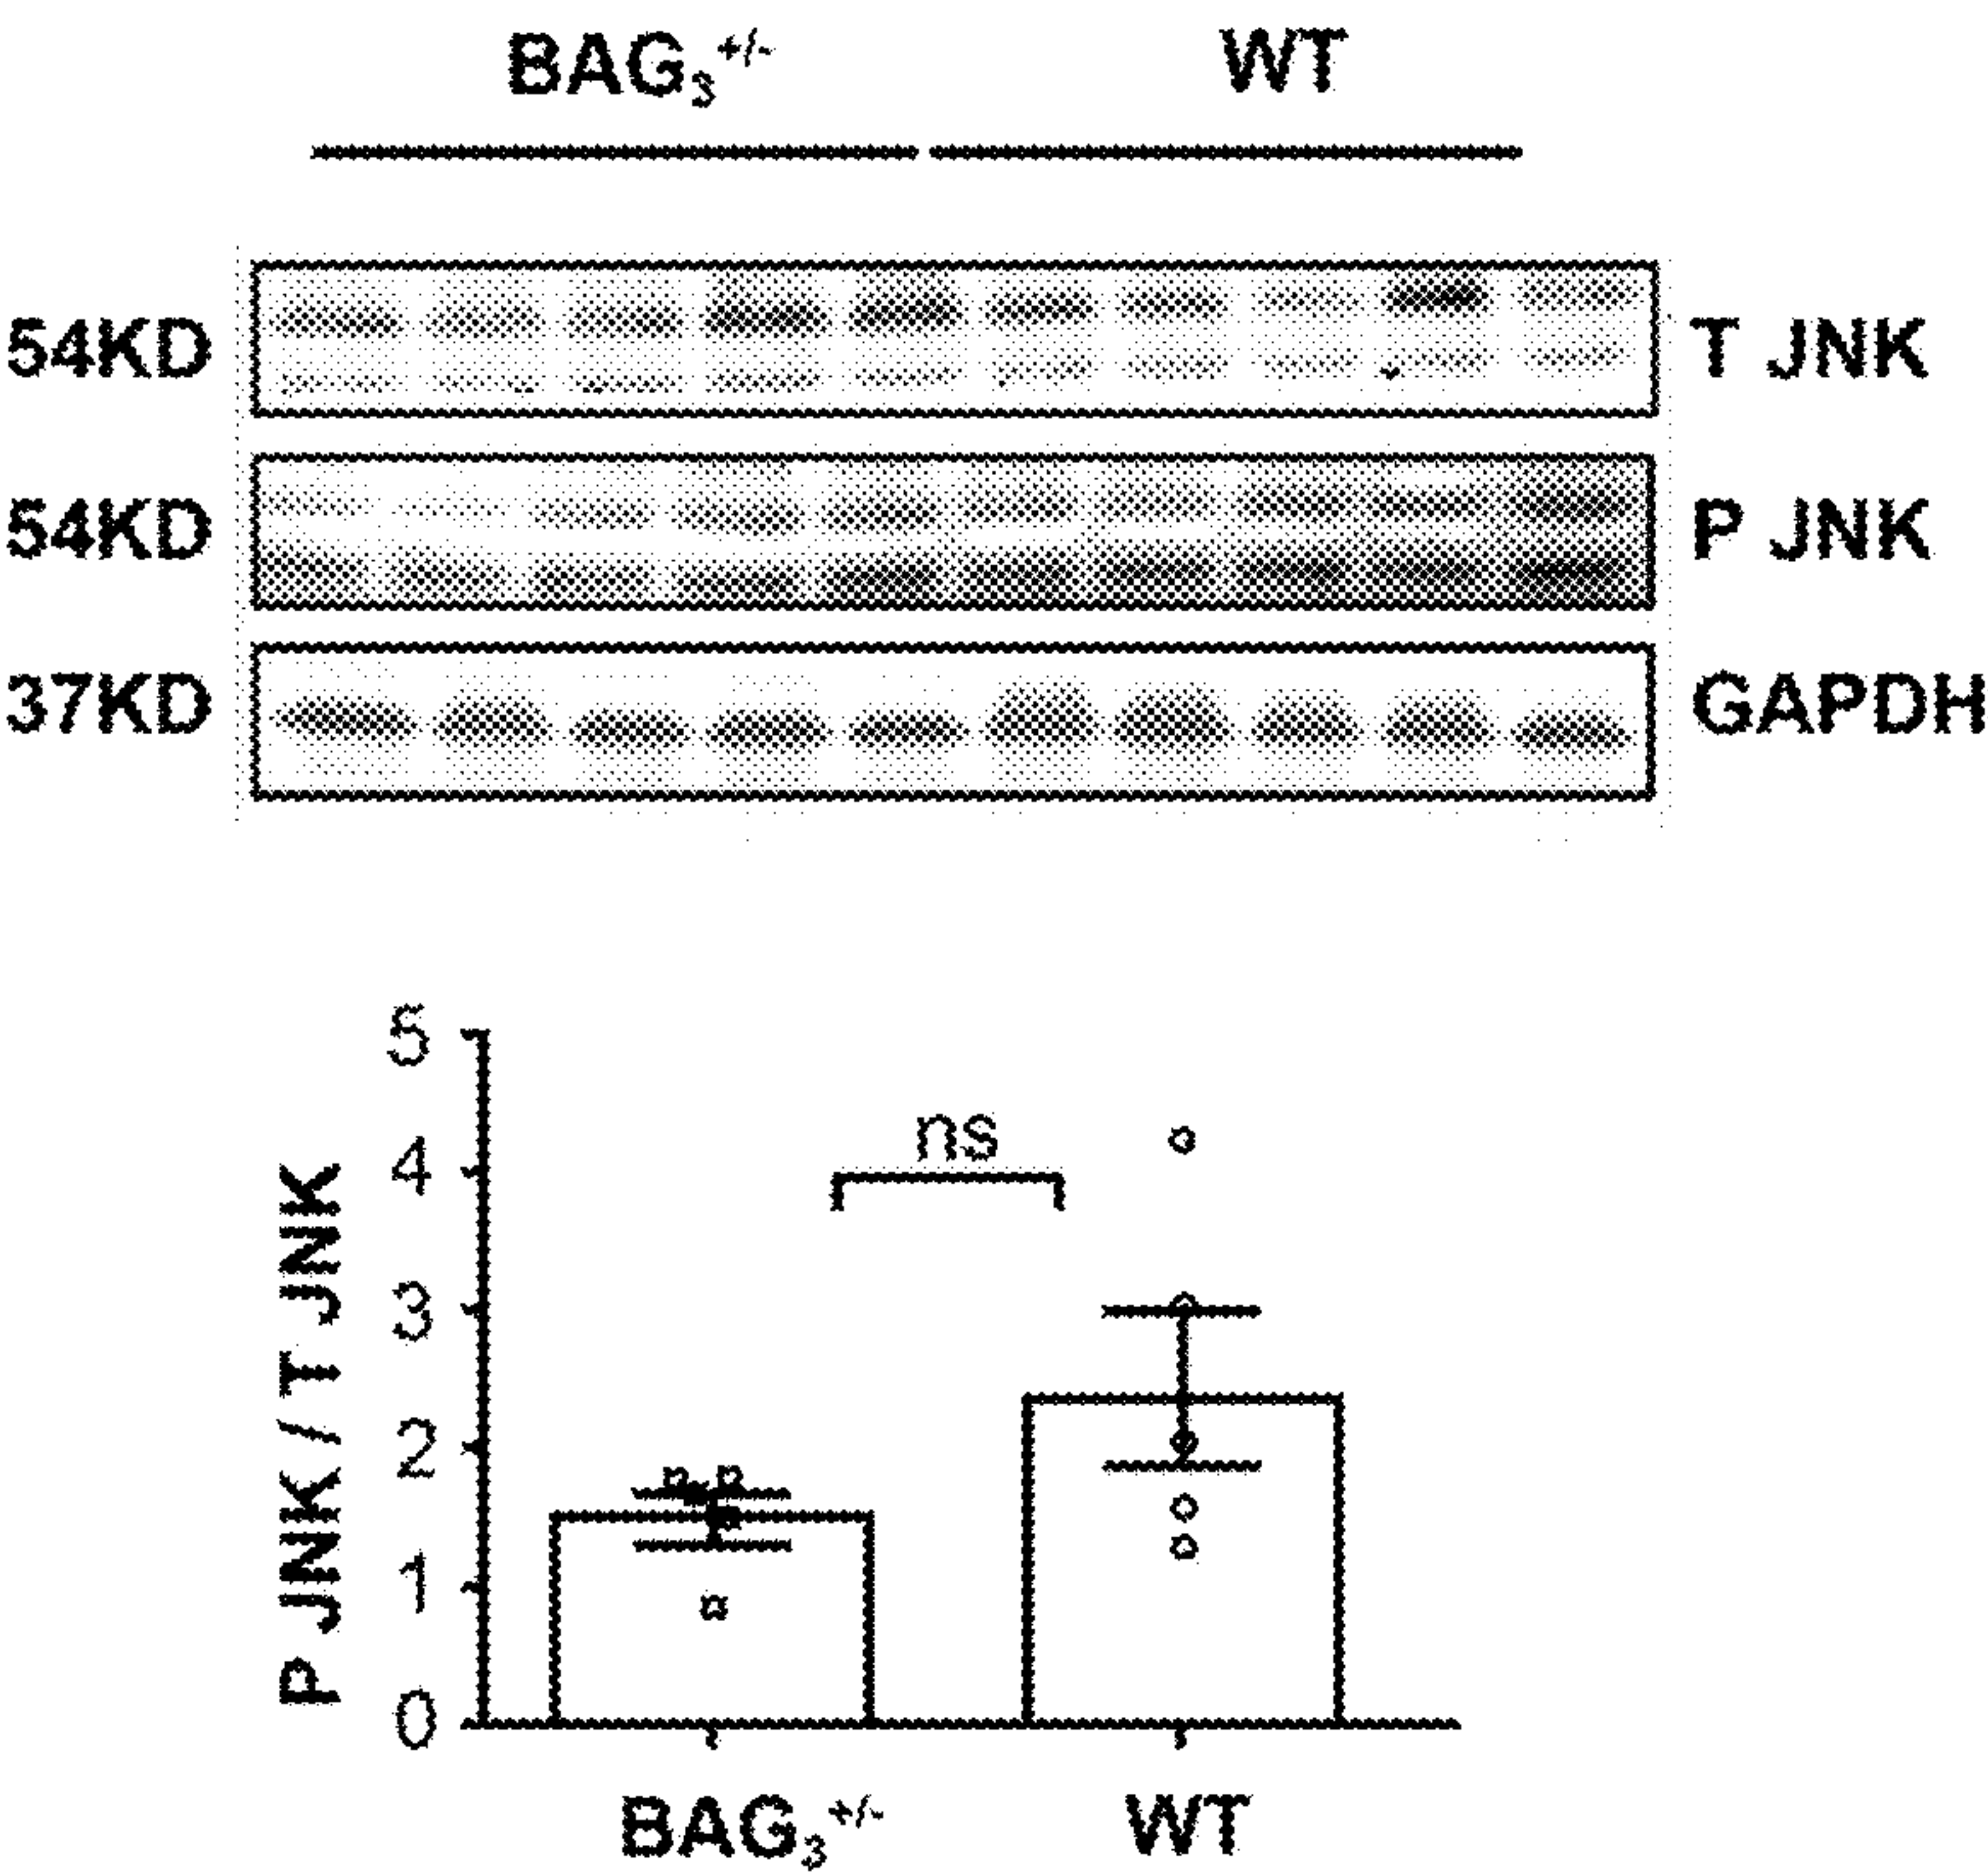 BAG3+/- WT
54KD T JNK
54KD P JNK
37KD GAPDH
5
4
3
2
1
0
ns
P JNK / T JNK
BAG3+/- WT